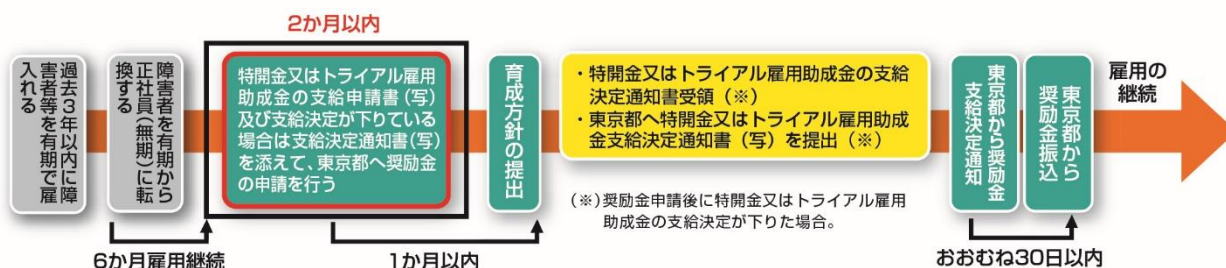 2か月以内
過去3年以内に障
害者等を有期で雇
入れる
障害者を有期から
正社員(無期)に転
換する
特開金又はトライアル雇用
助成金の支給申請書(写)
及び支給決定が下りている
場合は支給決定通知書(写)
を添えて、東京都へ奨励金
の申請を行う
育成方針の提出
・特開金又はトライアル雇用助成金の支給
決定通知書受領(※)
・東京都へ特開金又はトライアル雇用助成
金支給決定通知書(写)を提出(※)
(※)奨励金申請後に特開金又はトライアル雇用
助成金の支給決定が下りた場合。
東京都から奨励金
支給決定通知
東京都から
奨励金振込
雇用の
継続
6か月雇用継続
1か月以内
おおむね30日以内